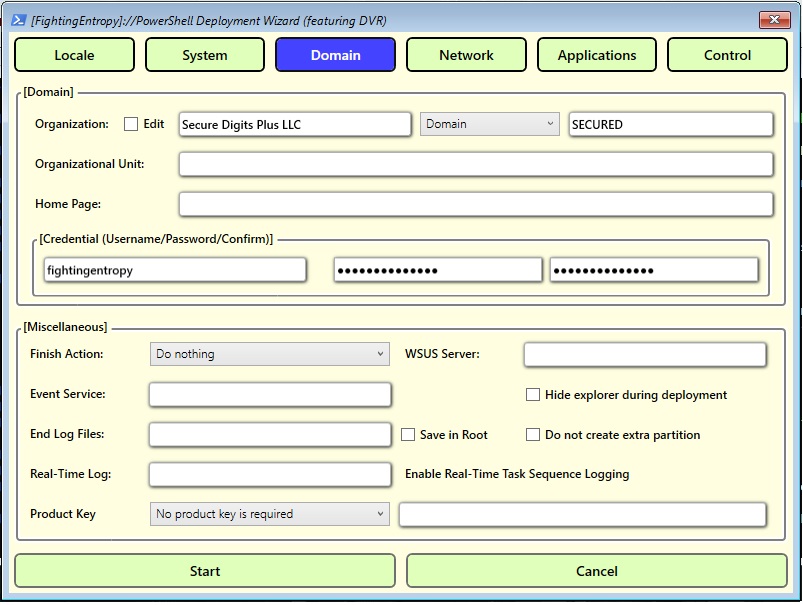 [FightingEntropy]://PowerShell Deployment Wizard (featuring DVR)
Locale System Domain Network Applications Control
[Domain]
Organization: Edit Secure Digits Plus LLC Domain SECURED
Organizational Unit:
Home Page:
[Credential (Username/Password/Confirm)]
fightingentropy ●●●●●●●●●●●●●● ●●●●●●●●●●●●●●
[Miscellaneous]
Finish Action: Do nothing WSUS Server:
Event Service: Hide explorer during deployment
End Log Files: Save in Root Do not create extra partition
Real-Time Log: Enable Real-Time Task Sequence Logging
Product Key No product key is required
Start Cancel